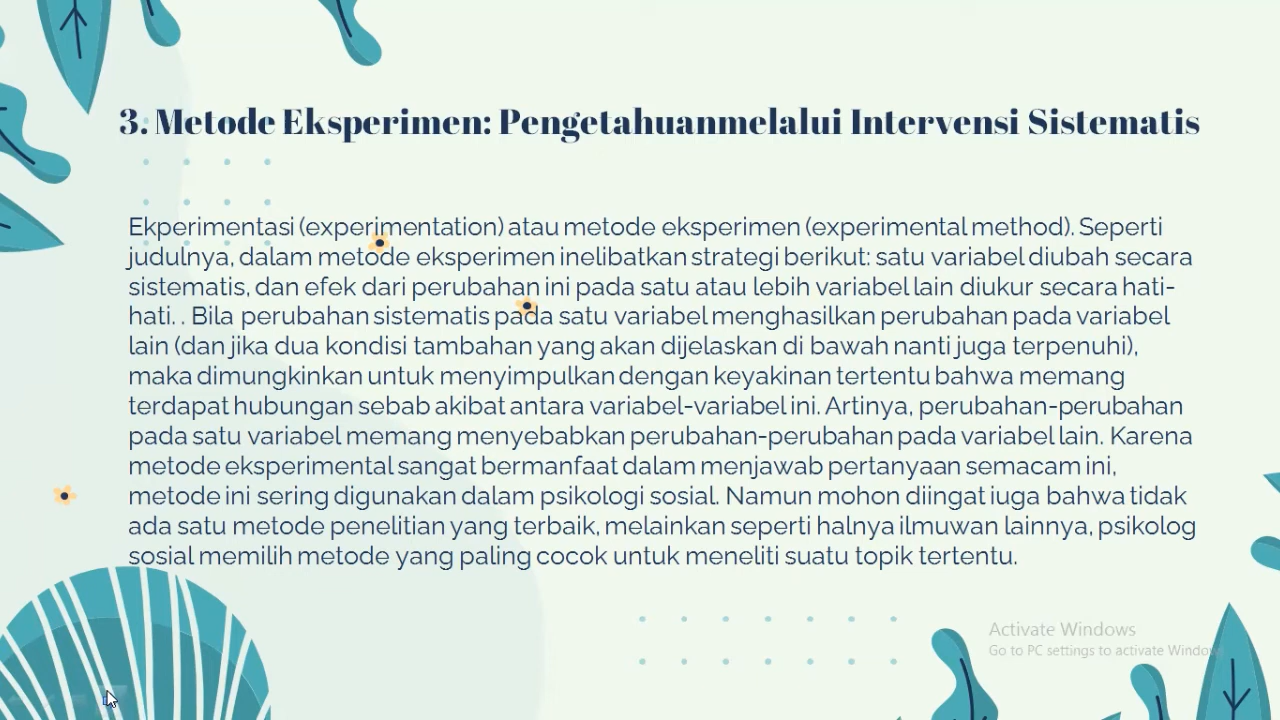 3. Metode Eksperimen: Pengetahuanmelalui Intervensi Sistematis
Ekperimentasi (experimentation) atau metode eksperimen (experimental method). Seperti
judulnya, dalam metode eksperimen inelibatkan strategi berikut: satu variabel diubah secara
sistematis, dan efek dari perubahan ini pada satu atau lebih variabel lain diukur secara hati-
hati. . Bila perubahan sistematis pada satu variabel menghasilkan perubahan pada variabel
lain (dan jika dua kondisi tambahan yang akan dijelaskan di bawah nanti juga terpenuhi),
maka dimungkinkan untuk menyimpulkan dengan keyakinan tertentu bahwa memang
terdapat hubungan sebab akibat antara variabel-variabel ini. Artinya, perubahan-perubahan
pada satu variabel memang menyebabkan perubahan-perubahan pada variabel lain. Karena
metode eksperimental sangat bermanfaat dalam menjawab pertanyaan semacam ini,
metode ini sering digunakan dalam psikologi sosial. Namun mohon diingat iuga bahwa tidak
ada satu metode penelitian yang terbaik, melainkan seperti halnya ilmuwan lainnya, psikolog
sosial memilih metode yang paling cocok untuk meneliti suatu topik tertentu.
Activate Windows
Go to PC settings to activate Windows